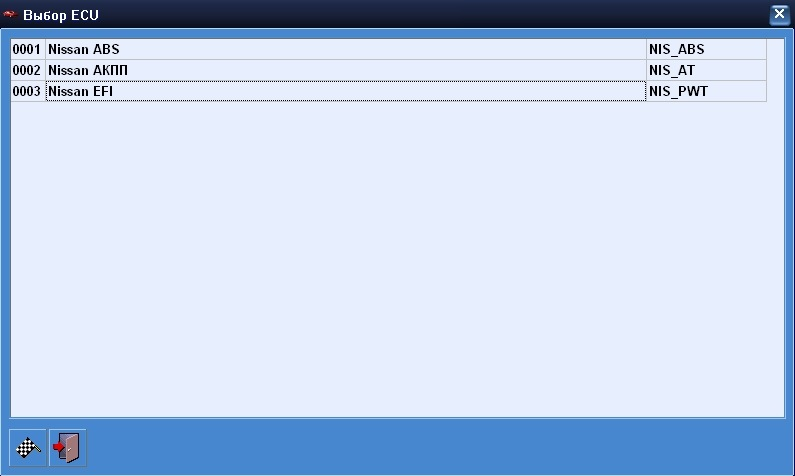 Выбор ECU
0001 Nissan ABS NIS_ABS
0002 Nissan АКПП NIS_AT
0003 Nissan EFI NIS_PWT